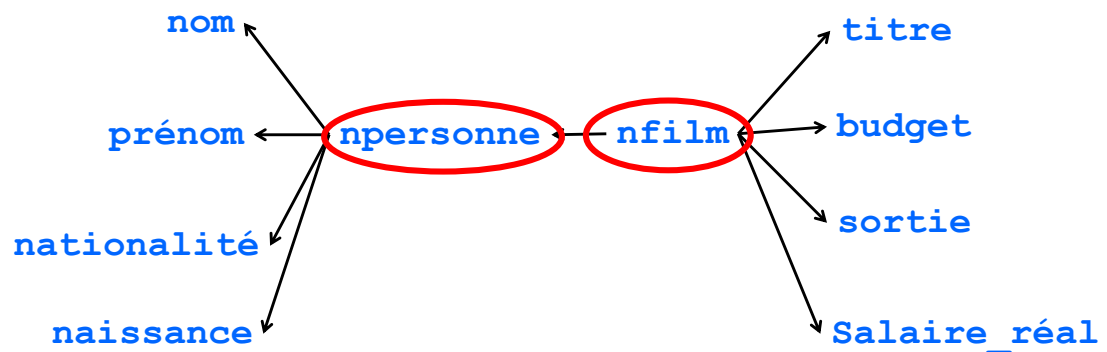 nom
titre
prénom
npersonne
nfilm
budget
nationalité
sortie
naissance
Salaire_réal